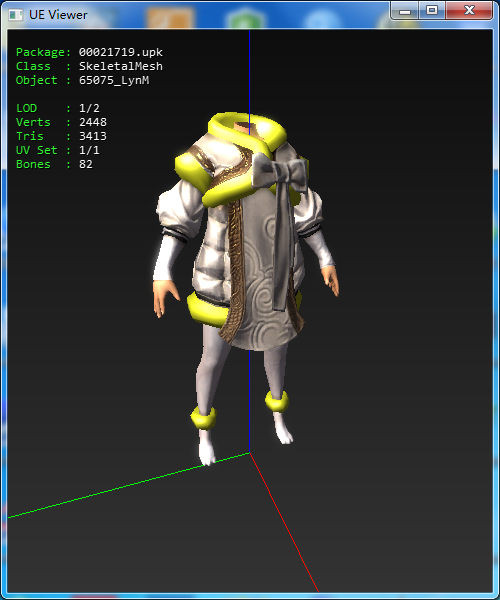 UE Viewer
Package: 00021719.upk
Class : SkeletalMesh
Object : 65075_LynM
LOD : 1/2
Verts : 2448
Tris : 3413
UV Set : 1/1
Bones : 82